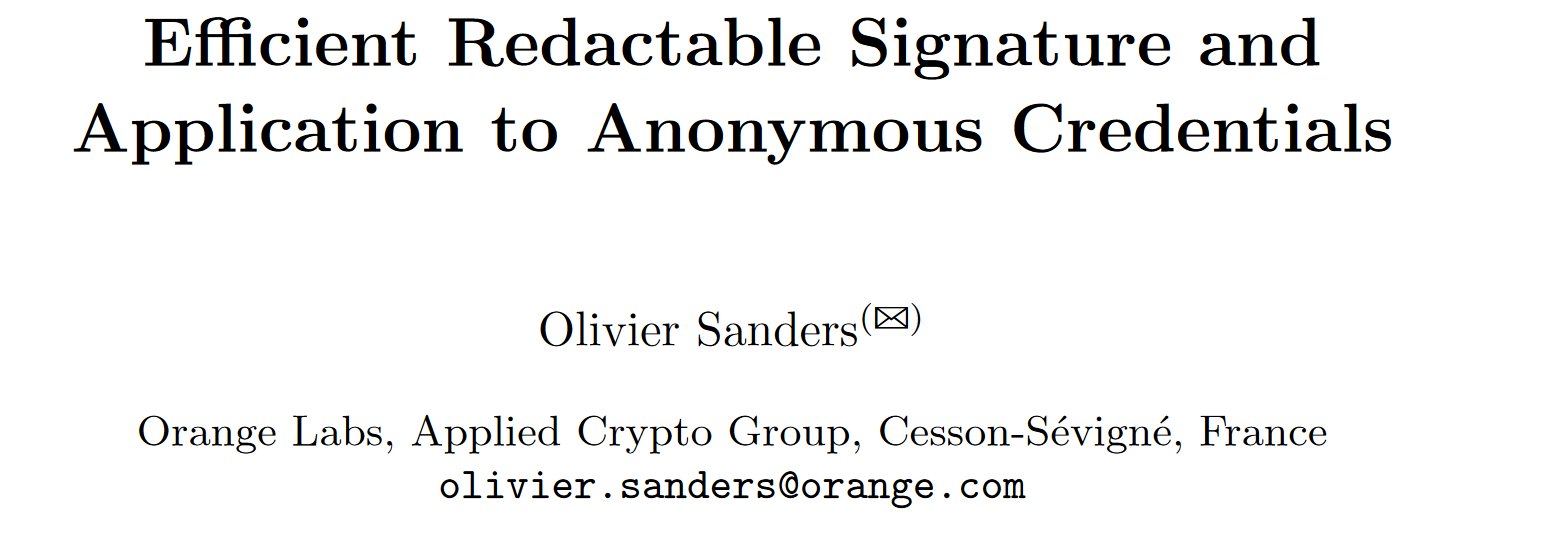 Efficient Redactable Signature and
Application to Anonymous Credentials
Olivier Sanders(✉)
Orange Labs, Applied Crypto Group, Cesson-Sévigné, France
olivier.sanders@orange.com